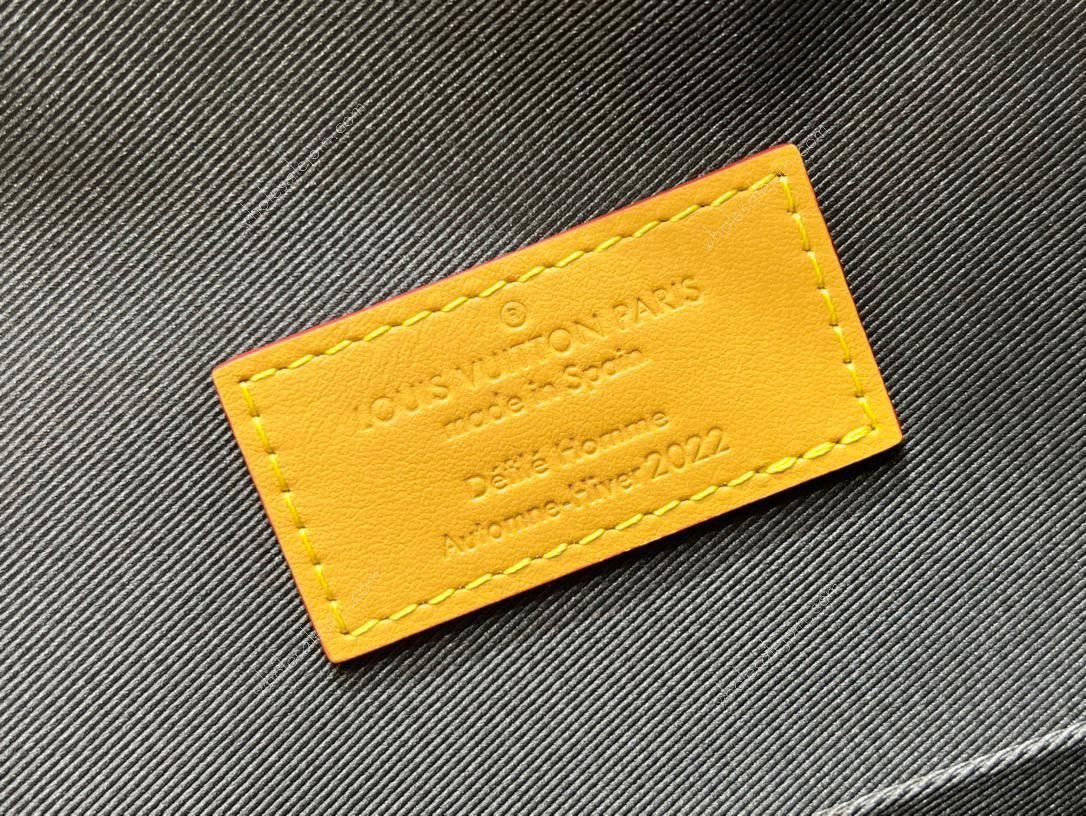 ®
LOUIS VUITTON PARIS
made in Spain
Défilé Homme
Automne-Hiver 2022